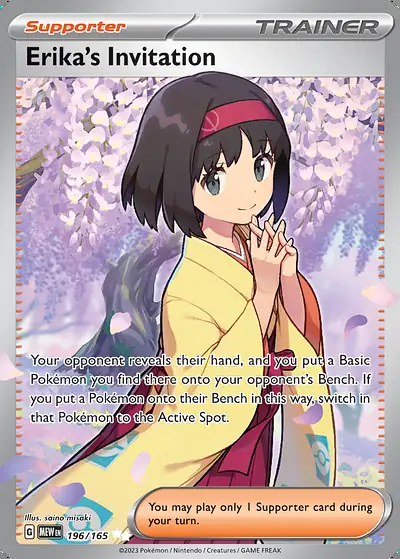 Supporter
TRAINER
Erika's Invitation
Your opponent reveals their hand, and you put a Basic
Pokémon you find there onto your opponent's Bench. If
you put a Pokémon onto their Bench in this way, switch in
that Pokémon to the Active Spot.
Illus. saino misaki
G MEW EN 196/165
You may play only 1 Supporter card during
your turn.
©2023 Pokémon / Nintendo / Creatures / GAME FREAK